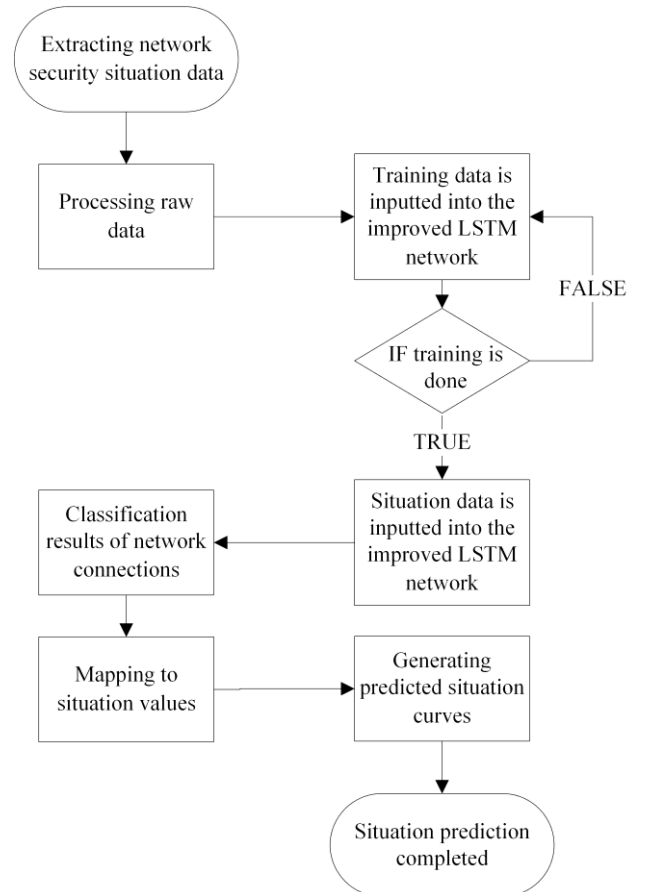 Extracting network
security situation data
Processing raw
data
Training data is
inputted into the
improved LSTM
network
FALSE
IF training is
done
TRUE
Situation data is
inputted into the
improved LSTM
network
Classification
results of network
connections
Mapping to
situation values
Generating
predicted situation
curves
Situation prediction
completed